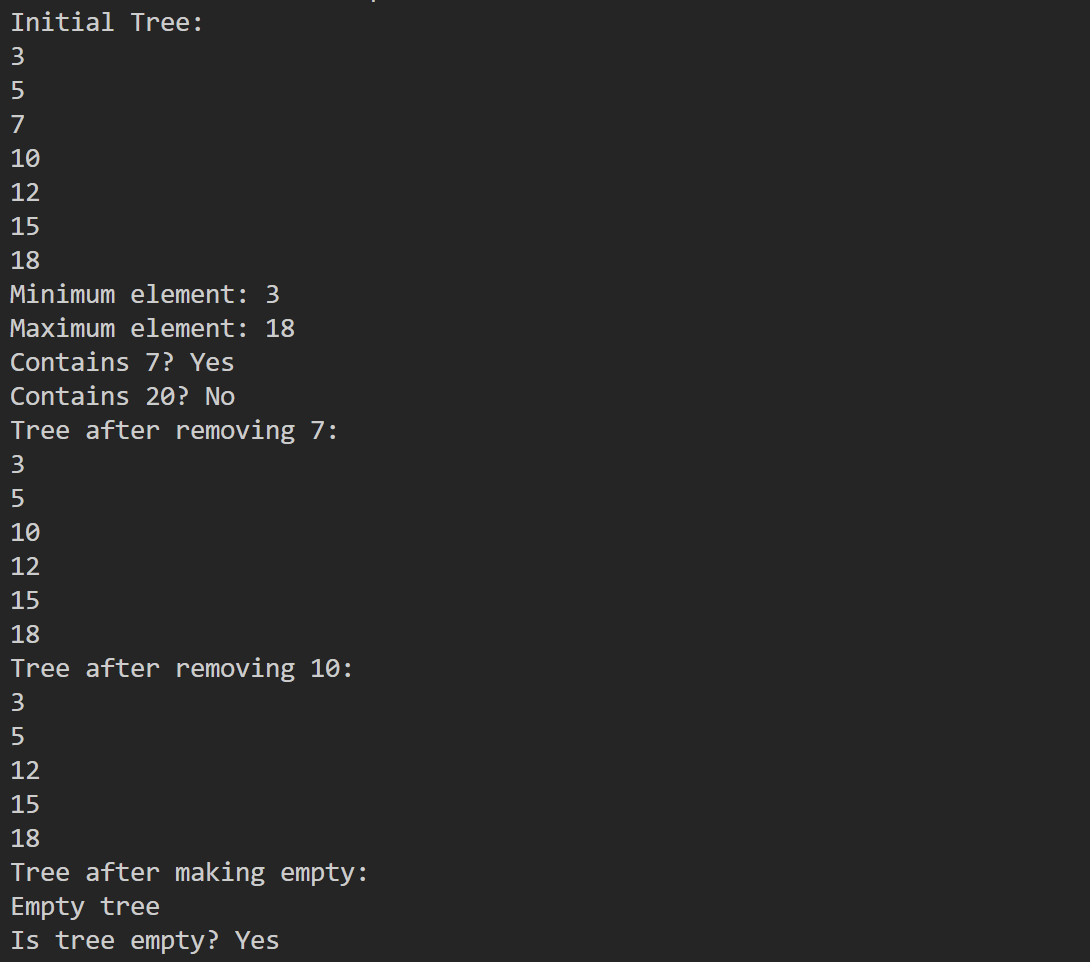 Initial Tree:
3
5
7
10
12
15
18
Minimum element: 3
Maximum element: 18
Contains 7? Yes
Contains 20? No
Tree after removing 7:
3
5
10
12
15
18
Tree after removing 10:
3
5
12
15
18
Tree after making empty:
Empty tree
Is tree empty? Yes